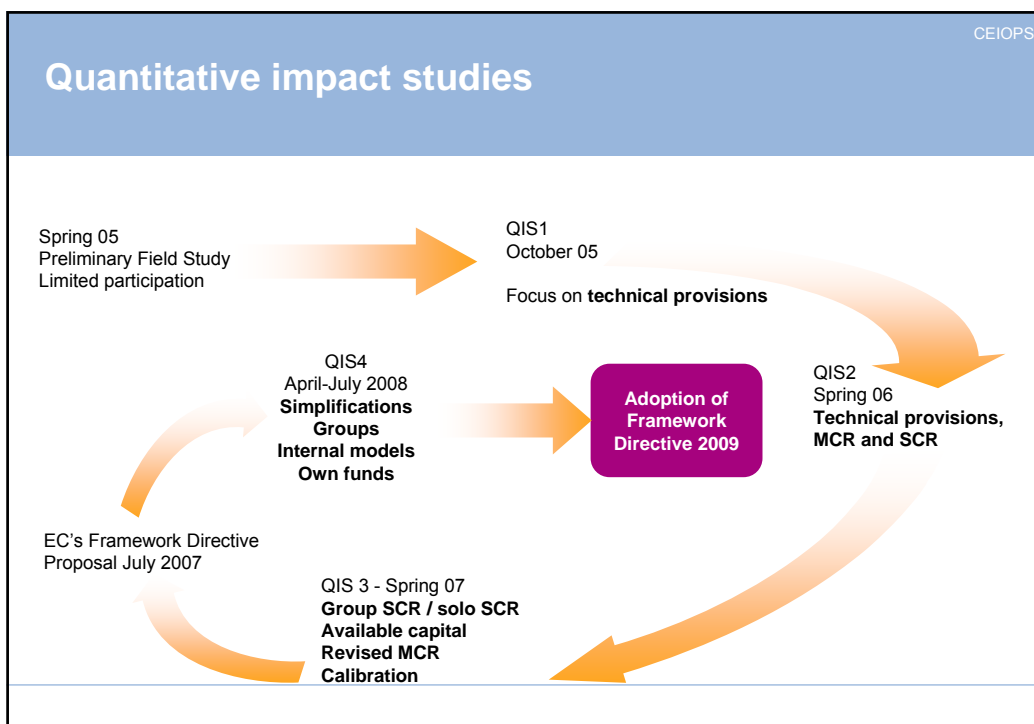 CEIOPS
Quantitative impact studies
Spring 05
Preliminary Field Study
Limited participation
QIS1
October 05
Focus on technical provisions
QIS2
Spring 06
Technical provisions,
MCR and SCR
QIS 3 - Spring 07
Group SCR / solo SCR
Available capital
Revised MCR
Calibration
EC's Framework Directive
Proposal July 2007
QIS4
April-July 2008
Simplifications
Groups
Internal models
Own funds
Adoption of
Framework
Directive 2009